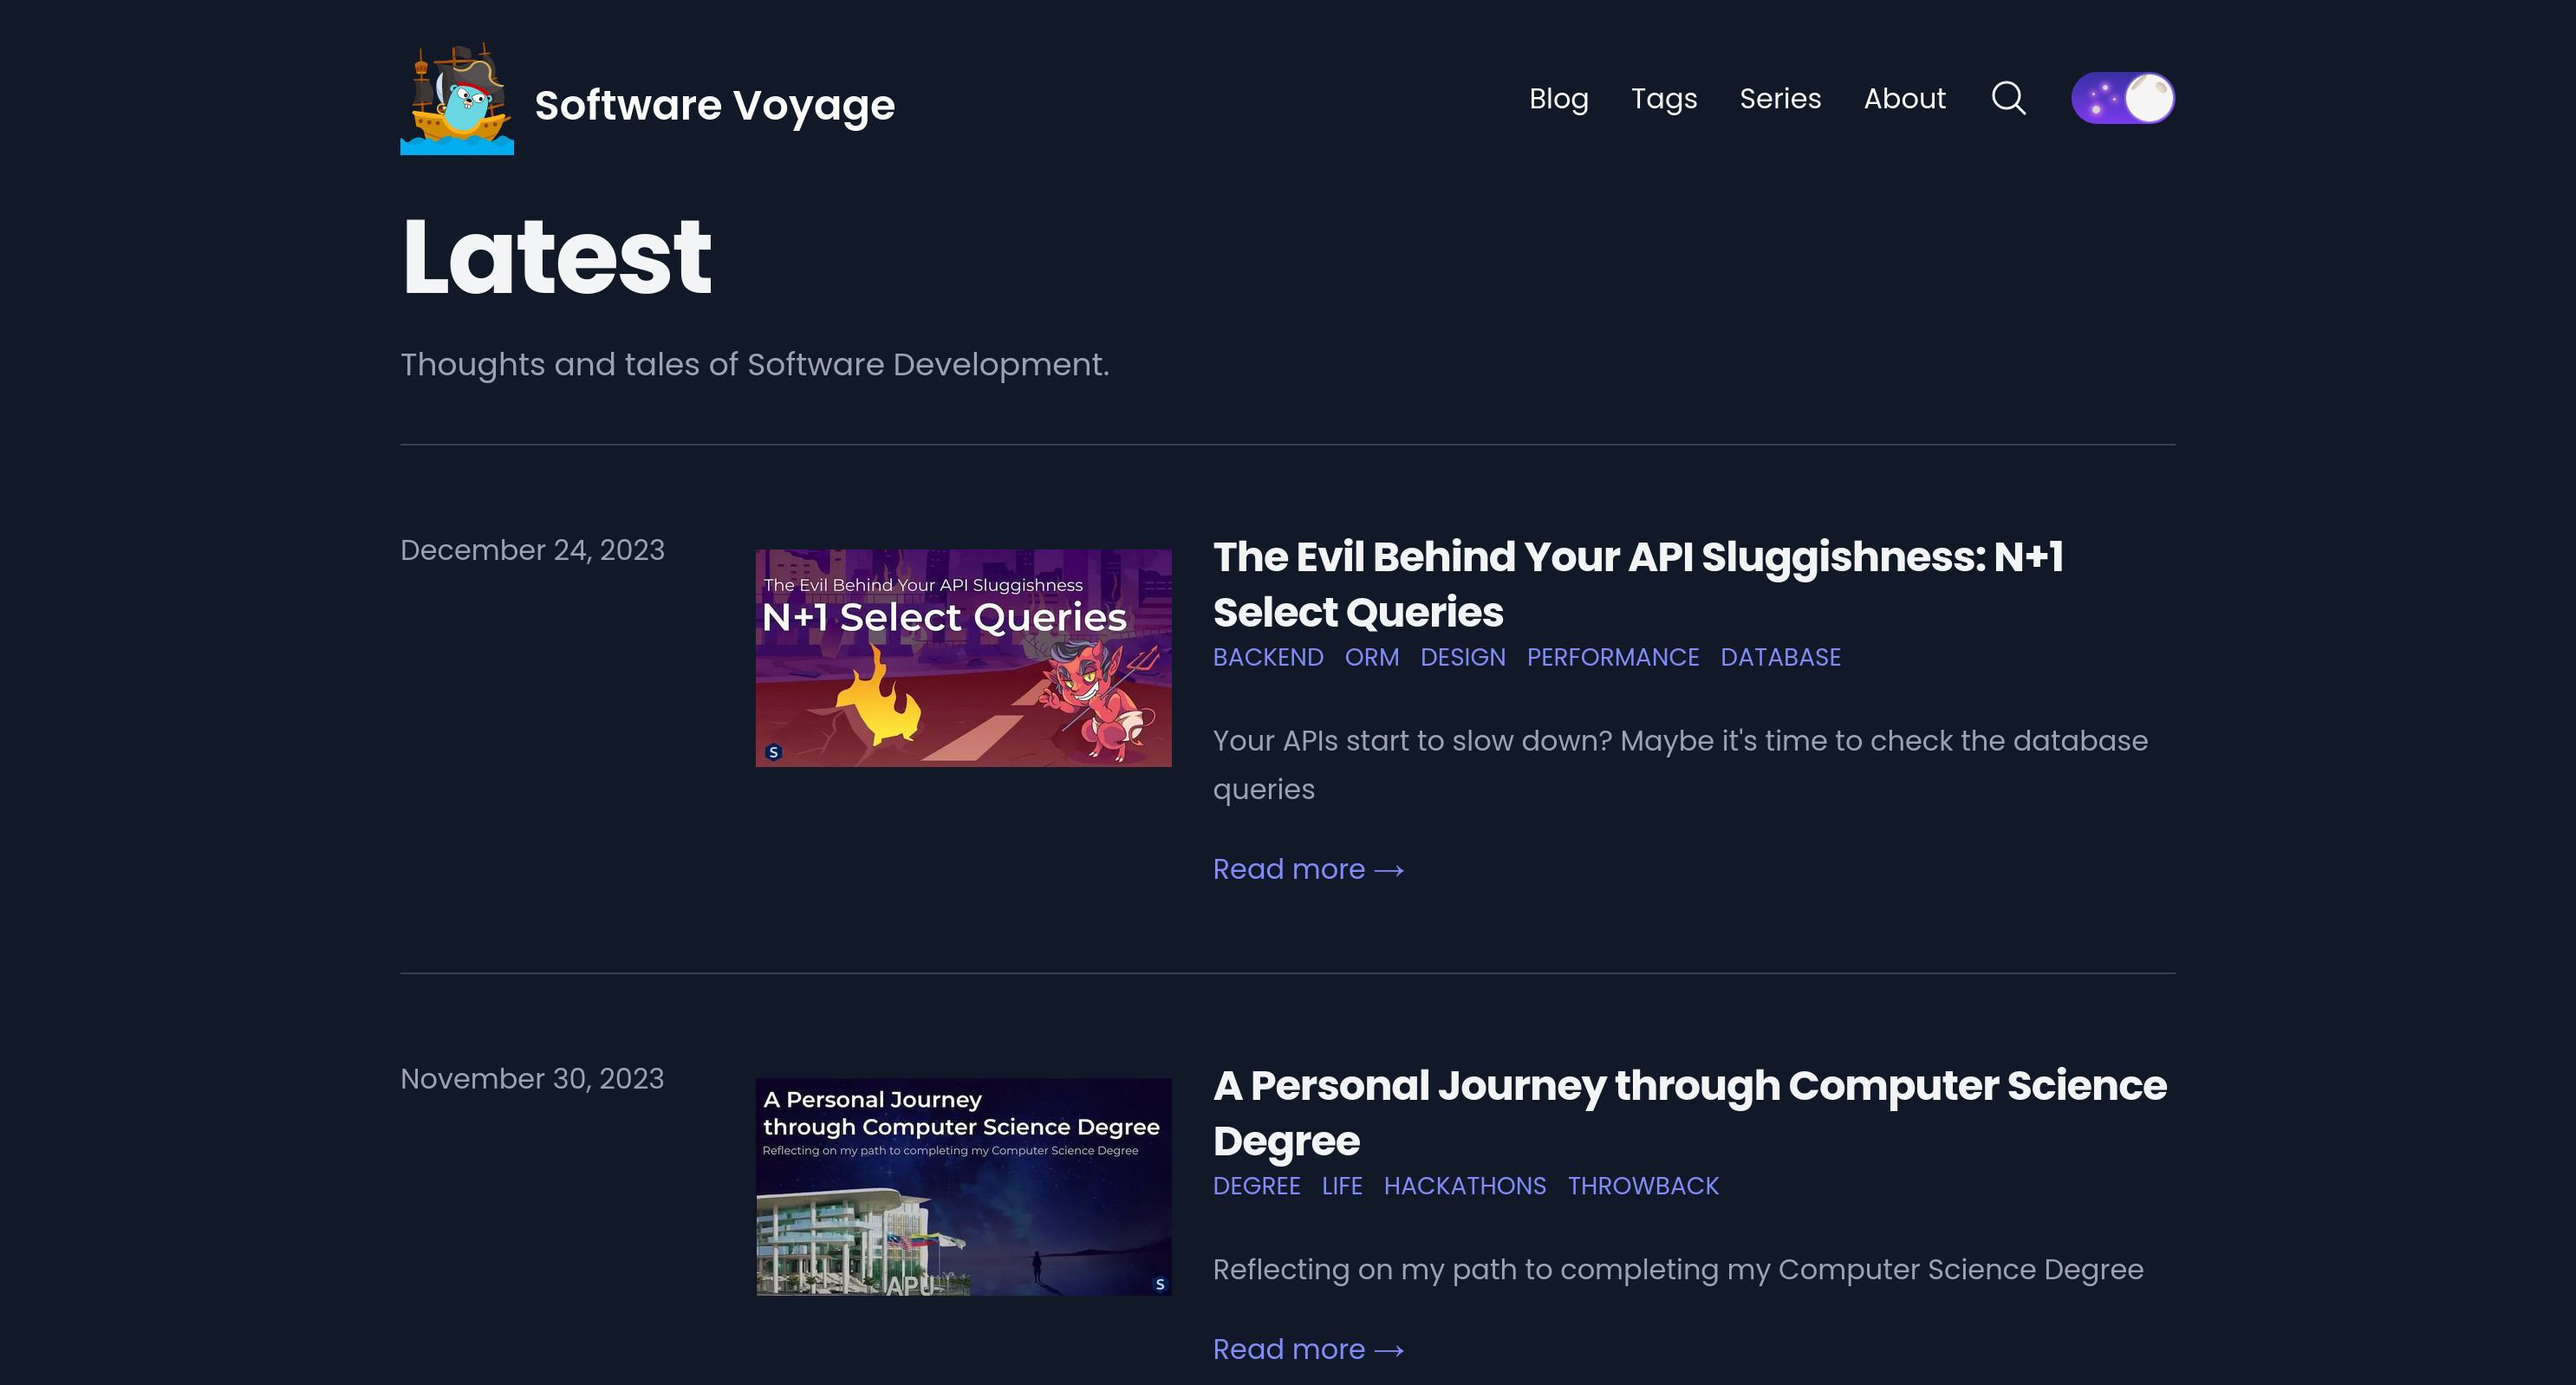 Software Voyage
Blog Tags Series About
Latest
Thoughts and tales of Software Development.
December 24, 2023
The Evil Behind Your API Sluggishness
N+1 Select Queries
S
The Evil Behind Your API Sluggishness: N+1
Select Queries
BACKEND ORM DESIGN PERFORMANCE DATABASE
Your APIs start to slow down? Maybe it's time to check the database
queries
Read more →
November 30, 2023
A Personal Journey
through Computer Science Degree
Reflecting on my path to completing my Computer Science Degree
APU
S
A Personal Journey through Computer Science
Degree
DEGREE LIFE HACKATHONS THROWBACK
Reflecting on my path to completing my Computer Science Degree
Read more →